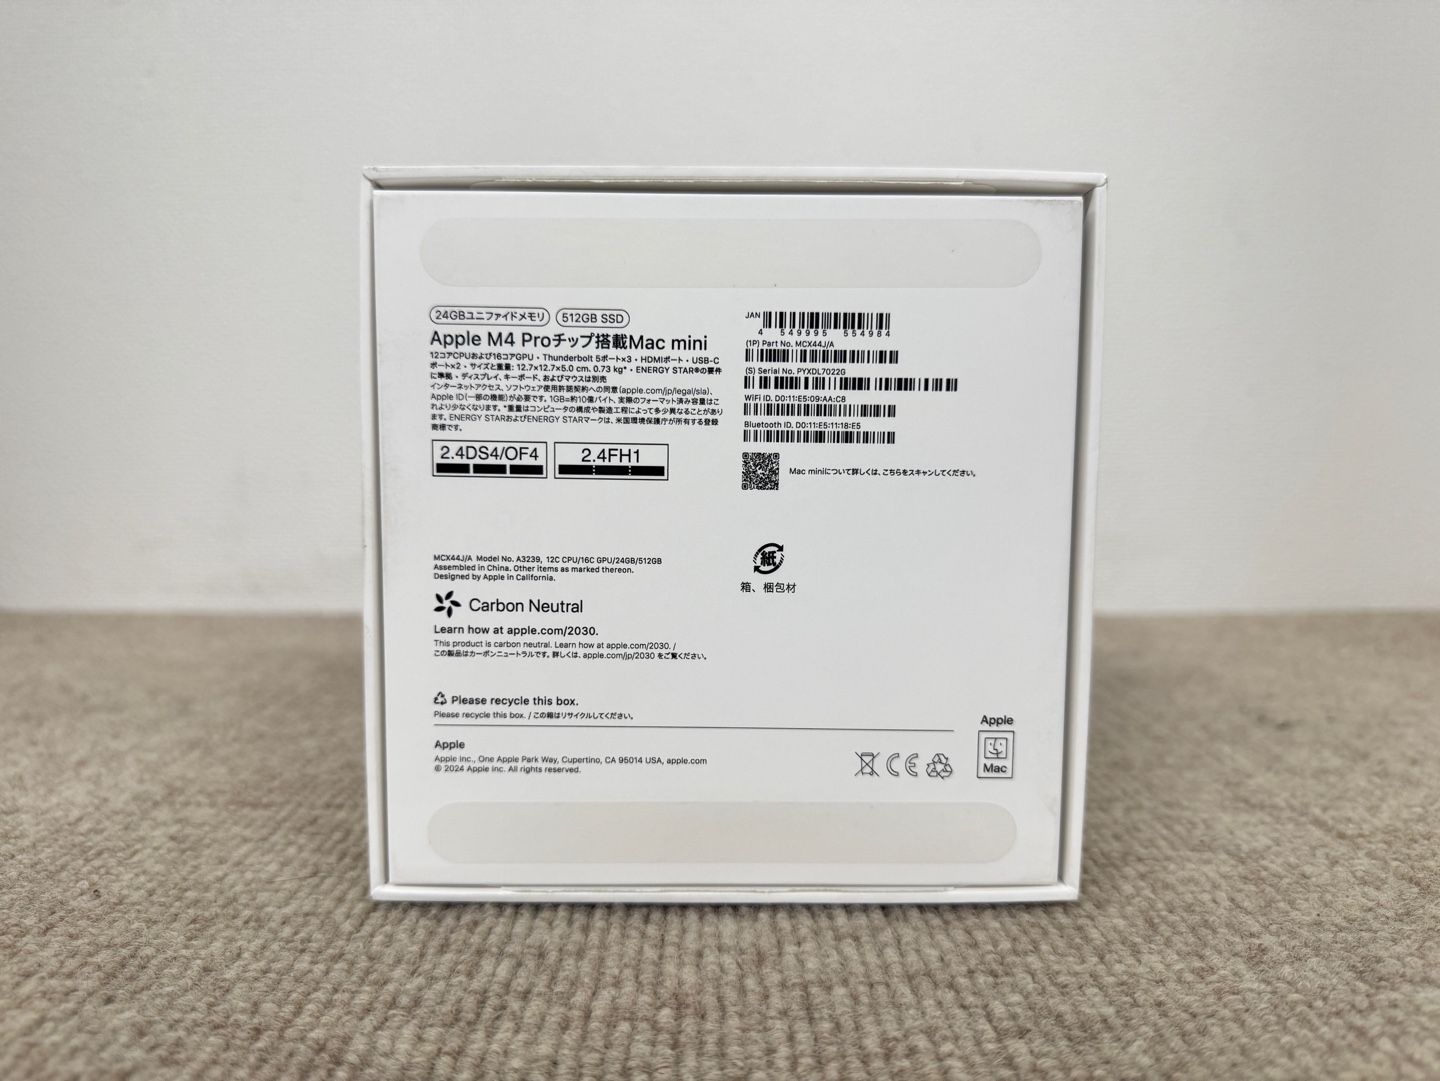 24GBユニファイドメモリ 512GB SSD
Apple M4 Proチップ搭載Mac mini
12コアCPUおよび16コアGPU・Thunderbolt 5ポート×3・HDMIポート・USB-C
ポート×2・サイズと重量: 12.7×12.7×5.0 cm. 0.73 kg*・ENERGY STAR®の要件
に準拠・ディスプレイ、キーボード、およびマウスは別売
インターネットアクセス、ソフトウェア使用許諾契約への同意(apple.com/jp/legal/sla)、
Apple ID(一部の機能)が必要です。1GB=約10億バイト、実際のフォーマット済み容量はこ
れより少なくなります。*重量はコンピュータの構成や製造工程によって多少異なることがあり
ます。ENERGY STARおよびENERGY STARマークは、米国環境保護庁が所有する登録
商標です。
2.4DS4/OF4
2.4FH1
JAN
4 549995 554984
(1P) Part No. MCX44J/A
(S) Serial No. PYXDL7022G
WiFi ID. D0:11:E5:09:AA:C8
Bluetooth ID. D0:11:E5:11:18:E5
Mac miniについて詳しくは、こちらをスキャンしてください。
MCX44J/A Model No. A3239, 12C CPU/16C GPU/24GB/512GB
Assembled in China. Other items as marked thereon.
Designed by Apple in California.
紙
箱、梱包材
Carbon Neutral
Learn how at apple.com/2030.
This product is carbon neutral. Learn how at apple.com/2030. /
この製品はカーボンニュートラルです。詳しくは、apple.com/jp/2030 をご覧ください。
Please recycle this box.
Please recycle this box. / この箱はリサイクルしてください。
Apple
Apple Inc., One Apple Park Way, Cupertino, CA 95014 USA, apple.com
© 2024 Apple Inc. All rights reserved.
CE
Apple
Mac